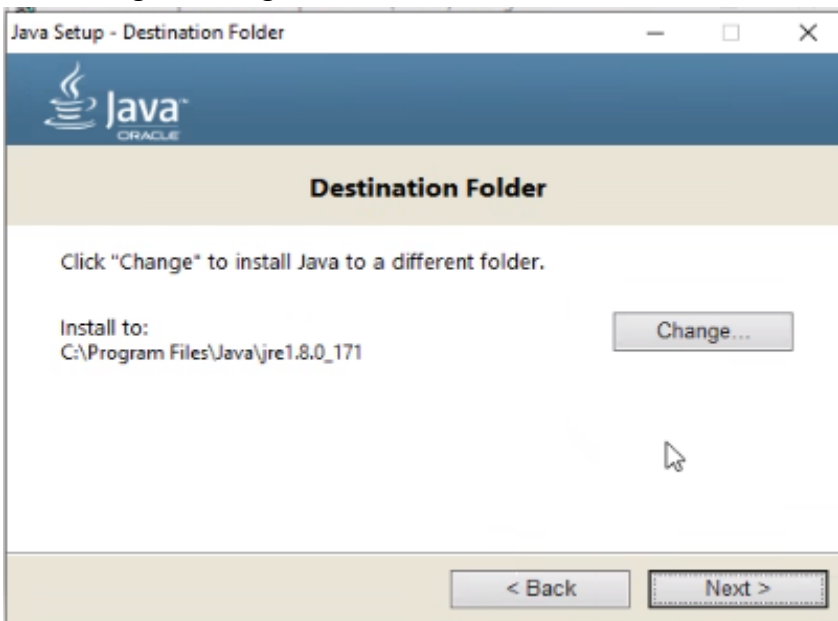 Java Setup - Destination Folder
Java
ORACLE
Destination Folder
Click "Change" to install Java to a different folder.
Install to:
Change...
C:\Program Files\Java\jre1.8.0_171
< Back
Next >